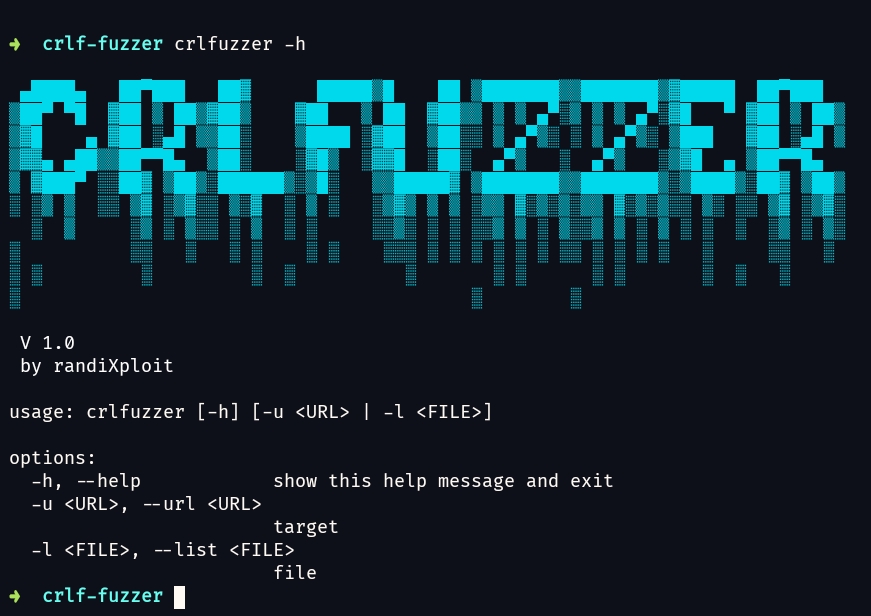 ➜ crlf-fuzzer crlfuzzer -h
CRLFUZZER
V 1.0
by randiXploit
usage: crlfuzzer [-h] [-u <URL> | -l <FILE>]
options:
-h, --help show this help message and exit
-u <URL>, --url <URL>
target
-l <FILE>, --list <FILE>
file
➜ crlf-fuzzer